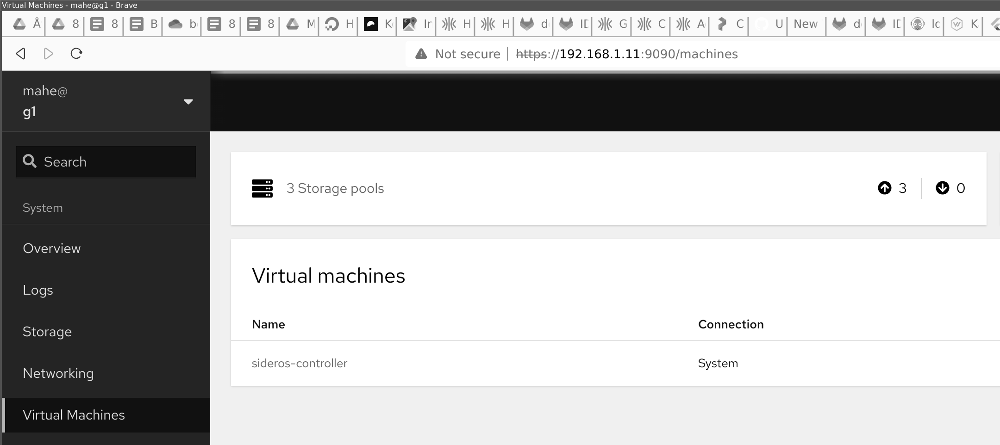 Virtual Machines - mahe@g1 - Brave
Å 8 8 B b 8 8 M H K In H H d ID G C A C U New d ID lo K
Not secure https://192.168.1.11:9090/machines
mahe@
g1
Search
System
Overview
Logs
Storage
Networking
Virtual Machines
3 Storage pools 3 0
Virtual machines
Name Connection
sideros-controller System